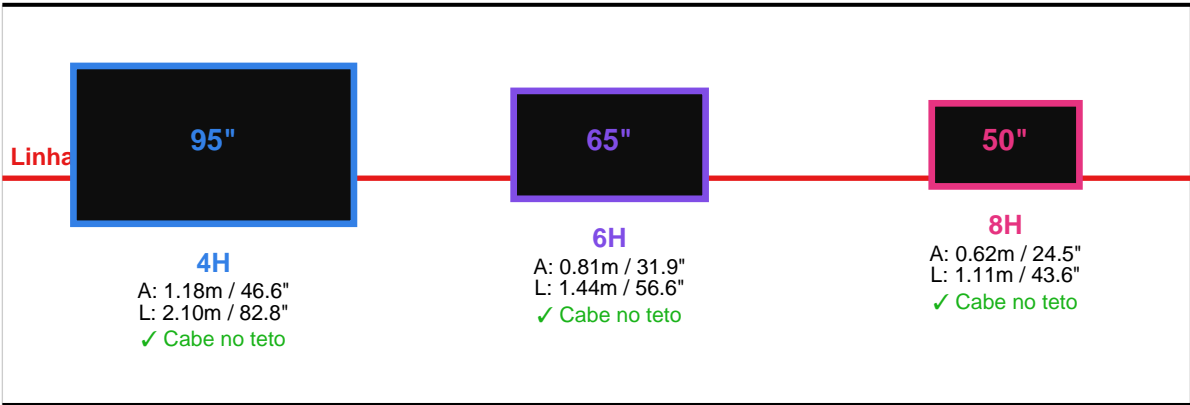 95"
65"
50"
Linha
4H
A: 1.18m / 46.6"
L: 2.10m / 82.8"
✓ Cabe no teto
6H
A: 0.81m / 31.9"
L: 1.44m / 56.6"
✓ Cabe no teto
8H
A: 0.62m / 24.5"
L: 1.11m / 43.6"
✓ Cabe no teto